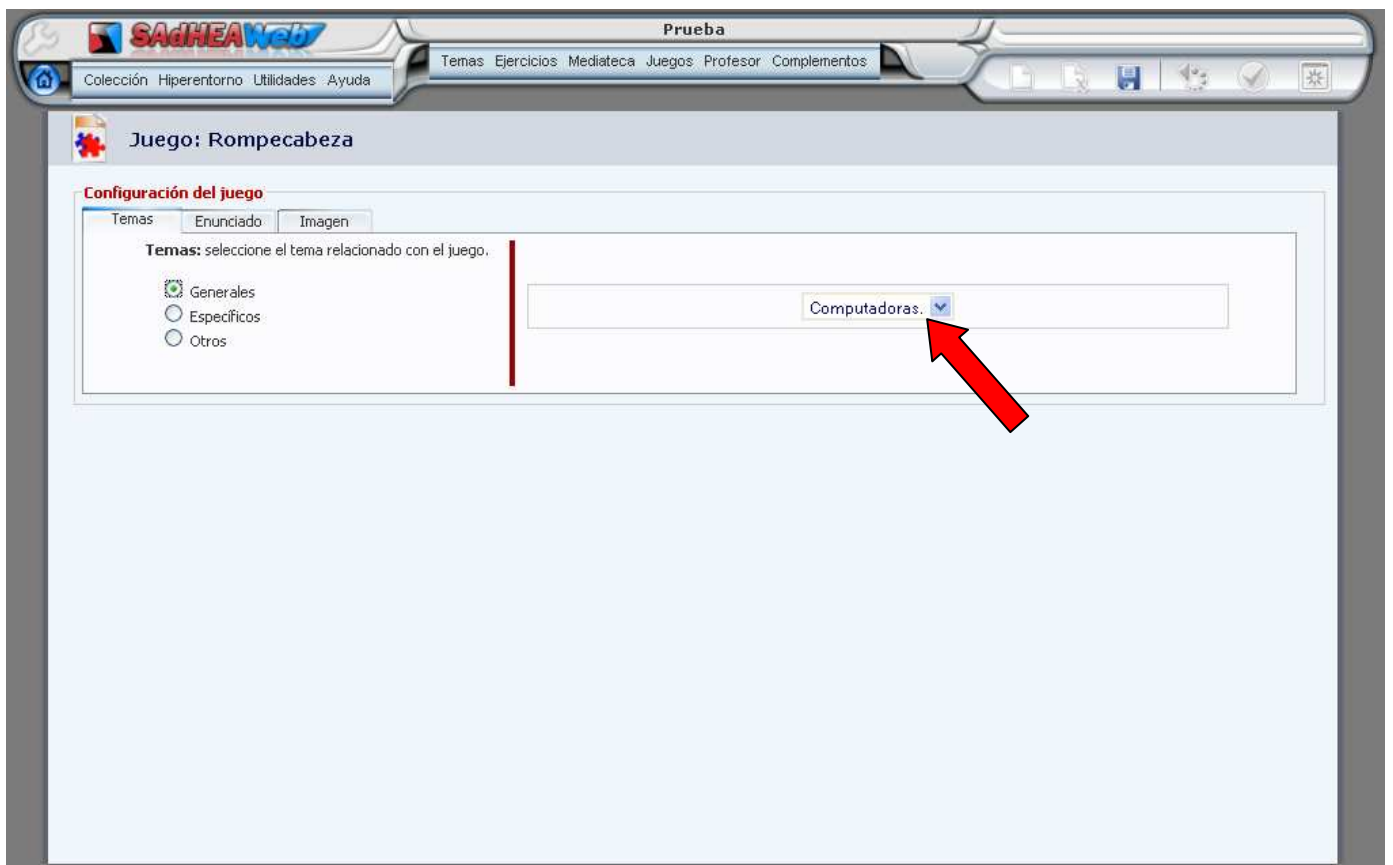 SAdHEAWeb
Prueba
Temas Ejercicios Mediateca Juegos Profesor Complementos
Colección Hiperentorno Utilidades Ayuda
Juego: Rompecabeza
Configuración del juego
Temas Enunciado Imagen
Temas: seleccione el tema relacionado con el juego.
Generales
Específicos
Otros
Computadoras.